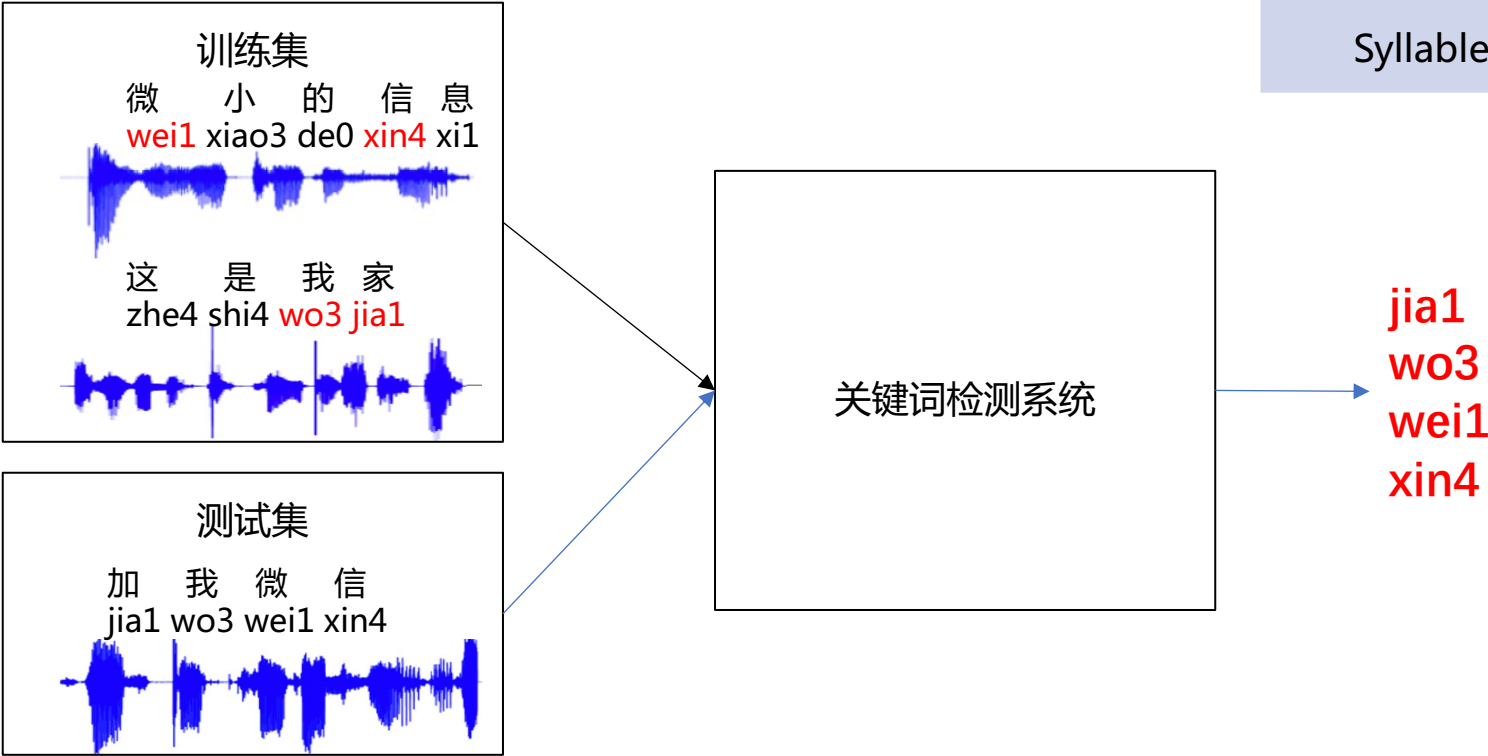 训练集
微 小 的 信 息
wei1 xiao3 de0 xin4 xi1
这 是 我 家
zhe4 shi4 wo3 jia1
测试集
加 我 微 信
jia1 wo3 wei1 xin4
关键词检测系统
Syllable
jia1
wo3
wei1
xin4